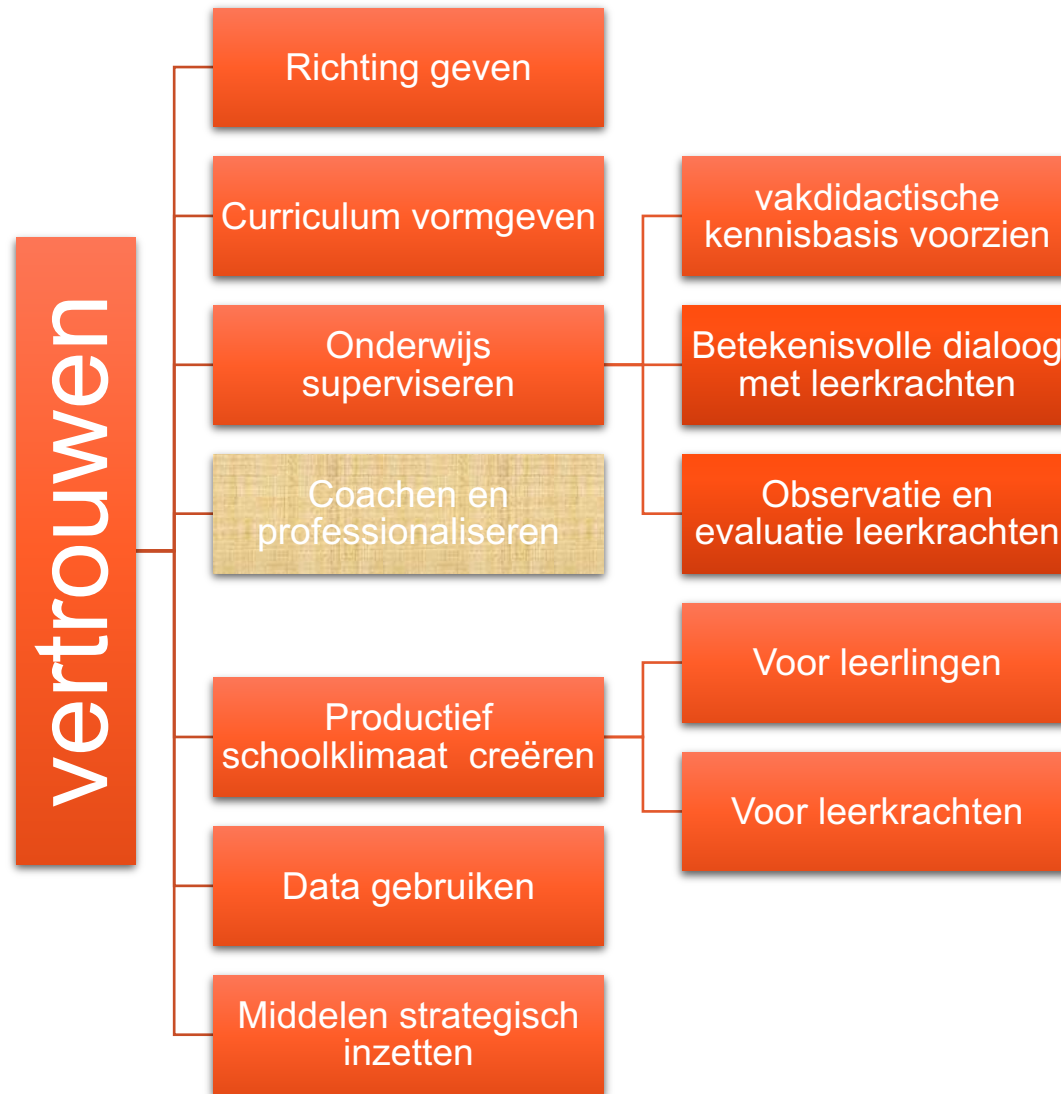 vertrouwen
Richting geven
Curriculum vormgeven
Onderwijs
superviseren
vakdidactische
kennisbasis voorzien
Betekenisvolle dialoog
met leerkrachten
Observatie en
evaluatie leerkrachten
Coachen en
professionaliseren
Productief
schoolklimaat creëren
Voor leerlingen
Voor leerkrachten
Data gebruiken
Middelen strategisch
inzetten